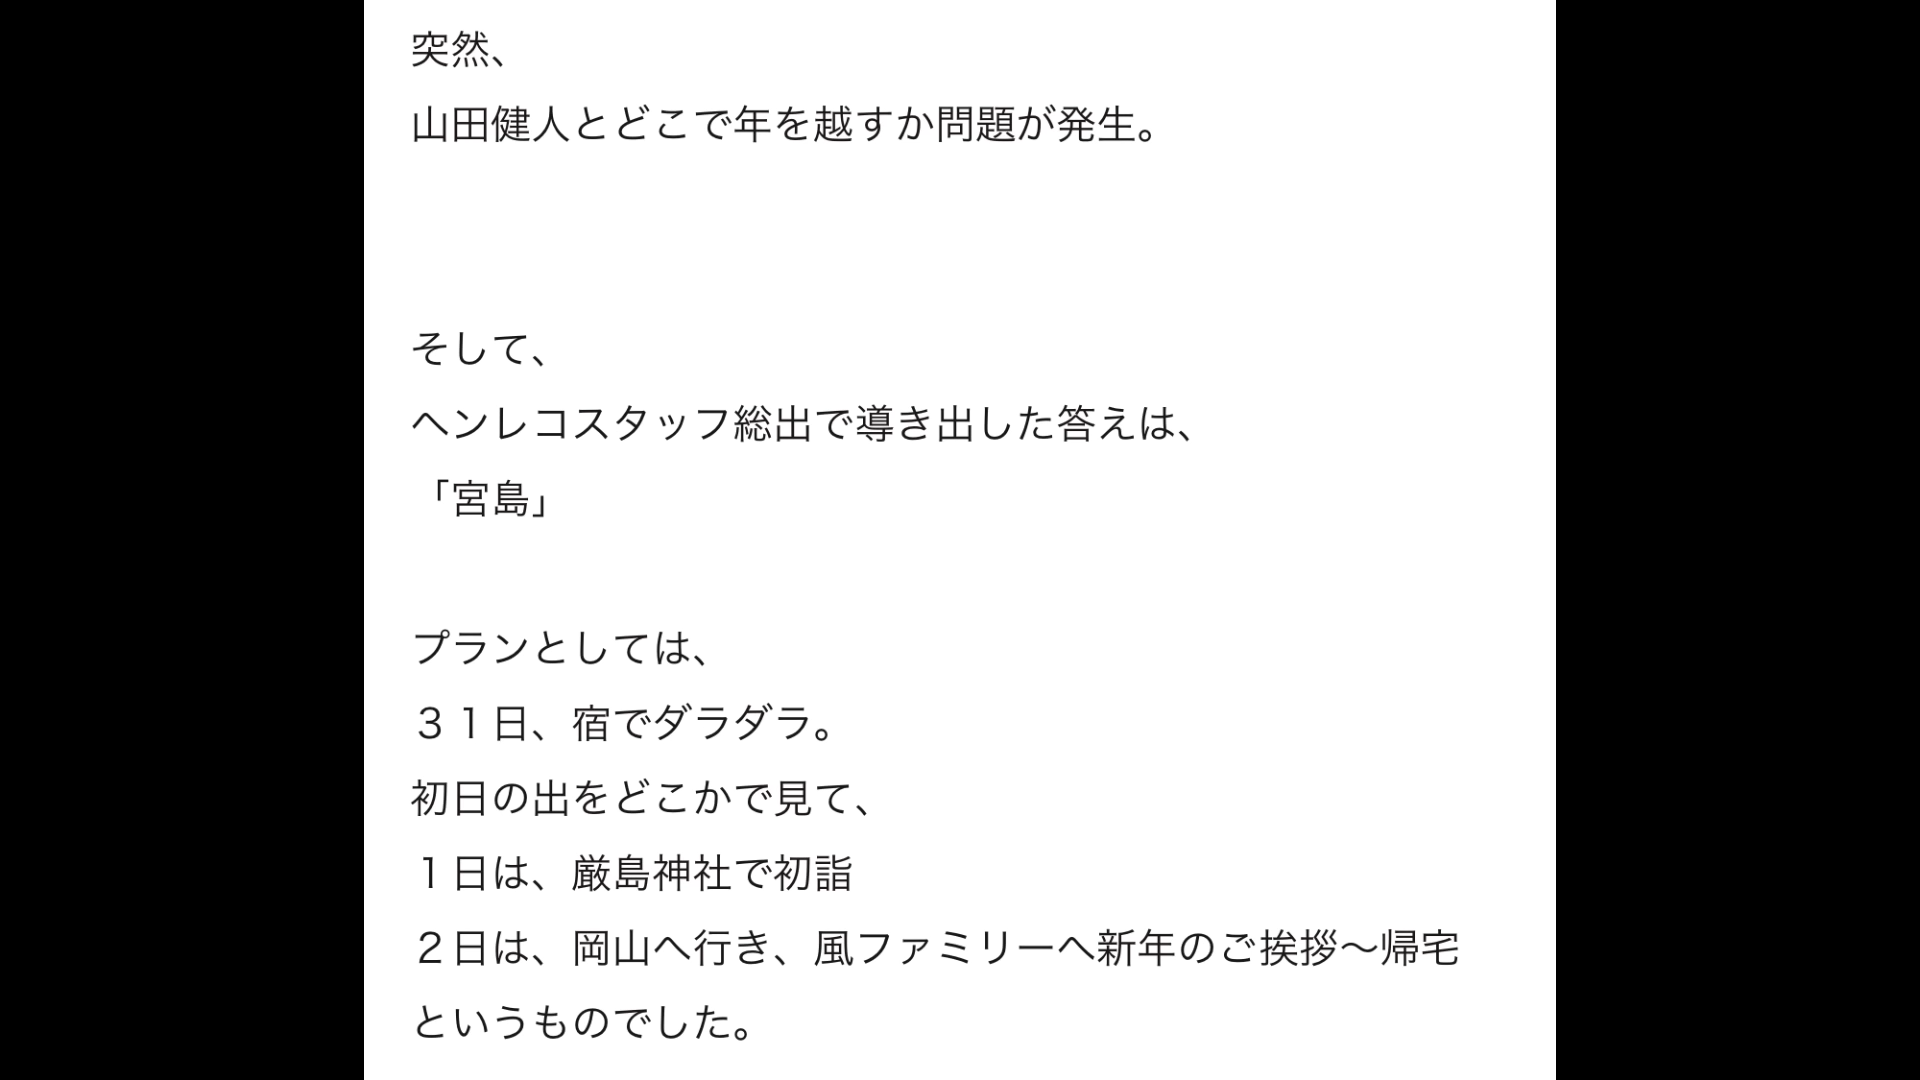 突然、
山田健人とどこで年を越すか問題が発生。
そして、
ヘンレコスタッフ総出で導き出した答えは、
「宮島」
プランとしては、
３１日、宿でダラダラ。
初日の出をどこかで見て、
１日は、厳島神社で初詣
２日は、岡山へ行き、風ファミリーへ新年のご挨拶〜帰宅
というものでした。